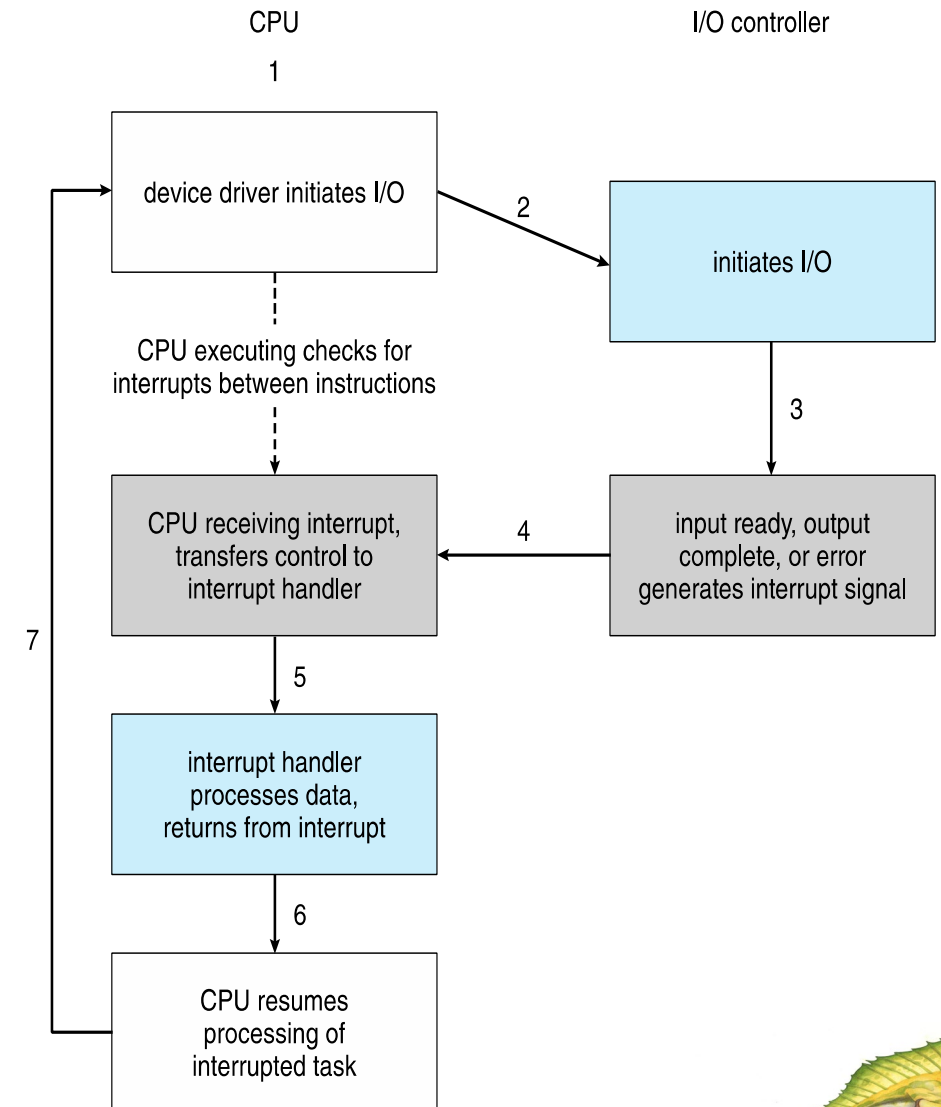 CPU
I/O controller
1
device driver initiates I/O
2
initiates I/O
CPU executing checks for
interrupts between instructions
3
CPU receiving interrupt,
transfers control to
interrupt handler
4
input ready, output
complete, or error
generates interrupt signal
7
5
interrupt handler
processes data,
returns from interrupt
6
CPU resumes
processing of
interrupted task